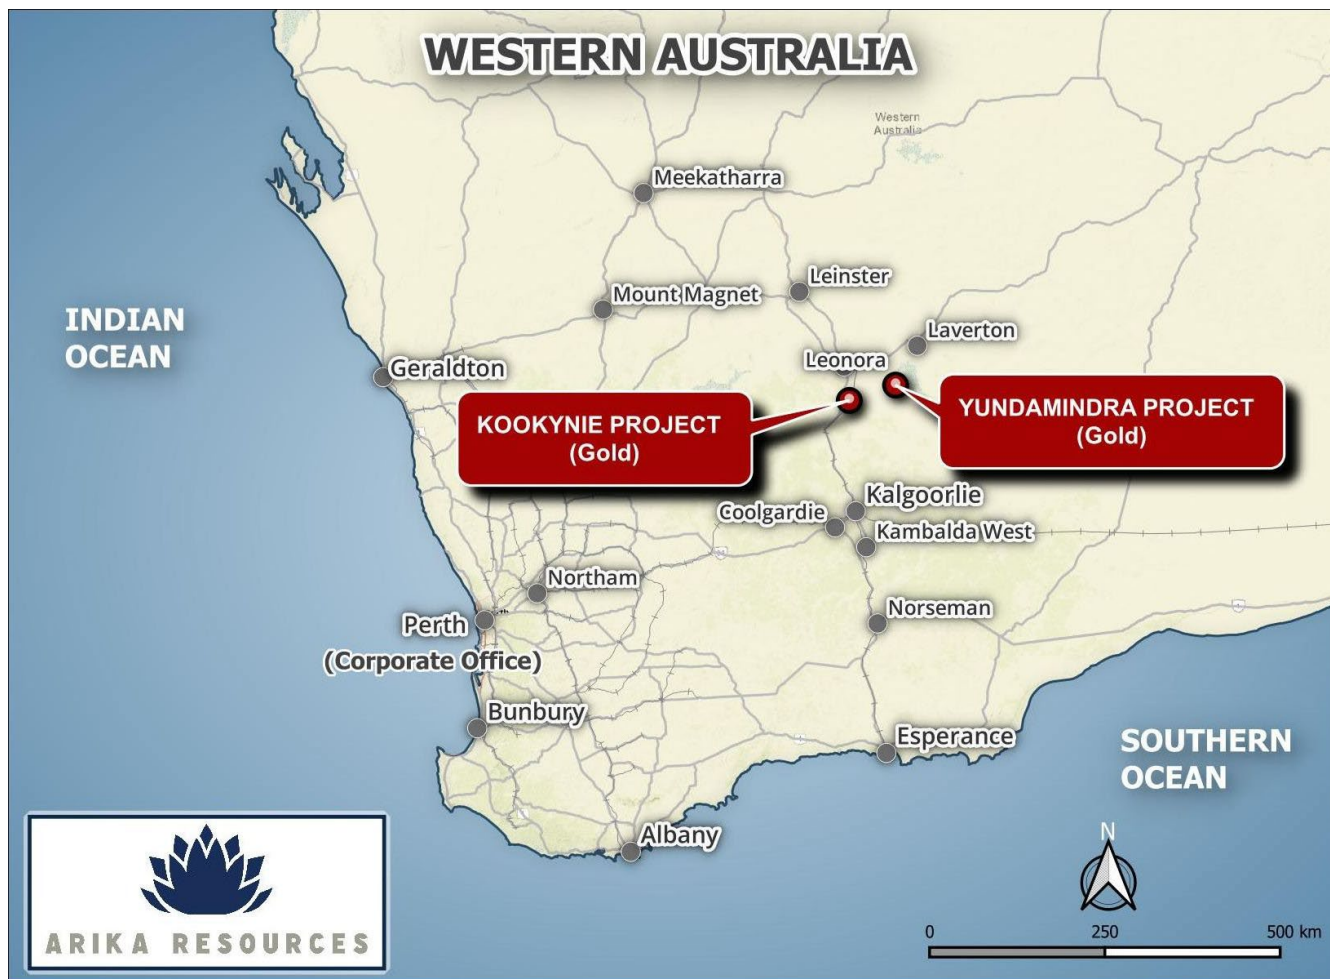 WESTERN AUSTRALIA
Western
Australia
Meekatharra
Leinster
Mount Magnet
INDIAN
OCEAN
Laverton
Leonora
Geraldton
KOOKYNIE PROJECT
(Gold)
YUNDAMINDRA PROJECT
(Gold)
Kalgoorlie
Coolgardie
Kambalda West
Northam
Norseman
Perth
(Corporate Office)
Bunbury
Esperance
SOUTHERN
OCEAN
Albany
N
ARIKA RESOURCES
0 250 500 km